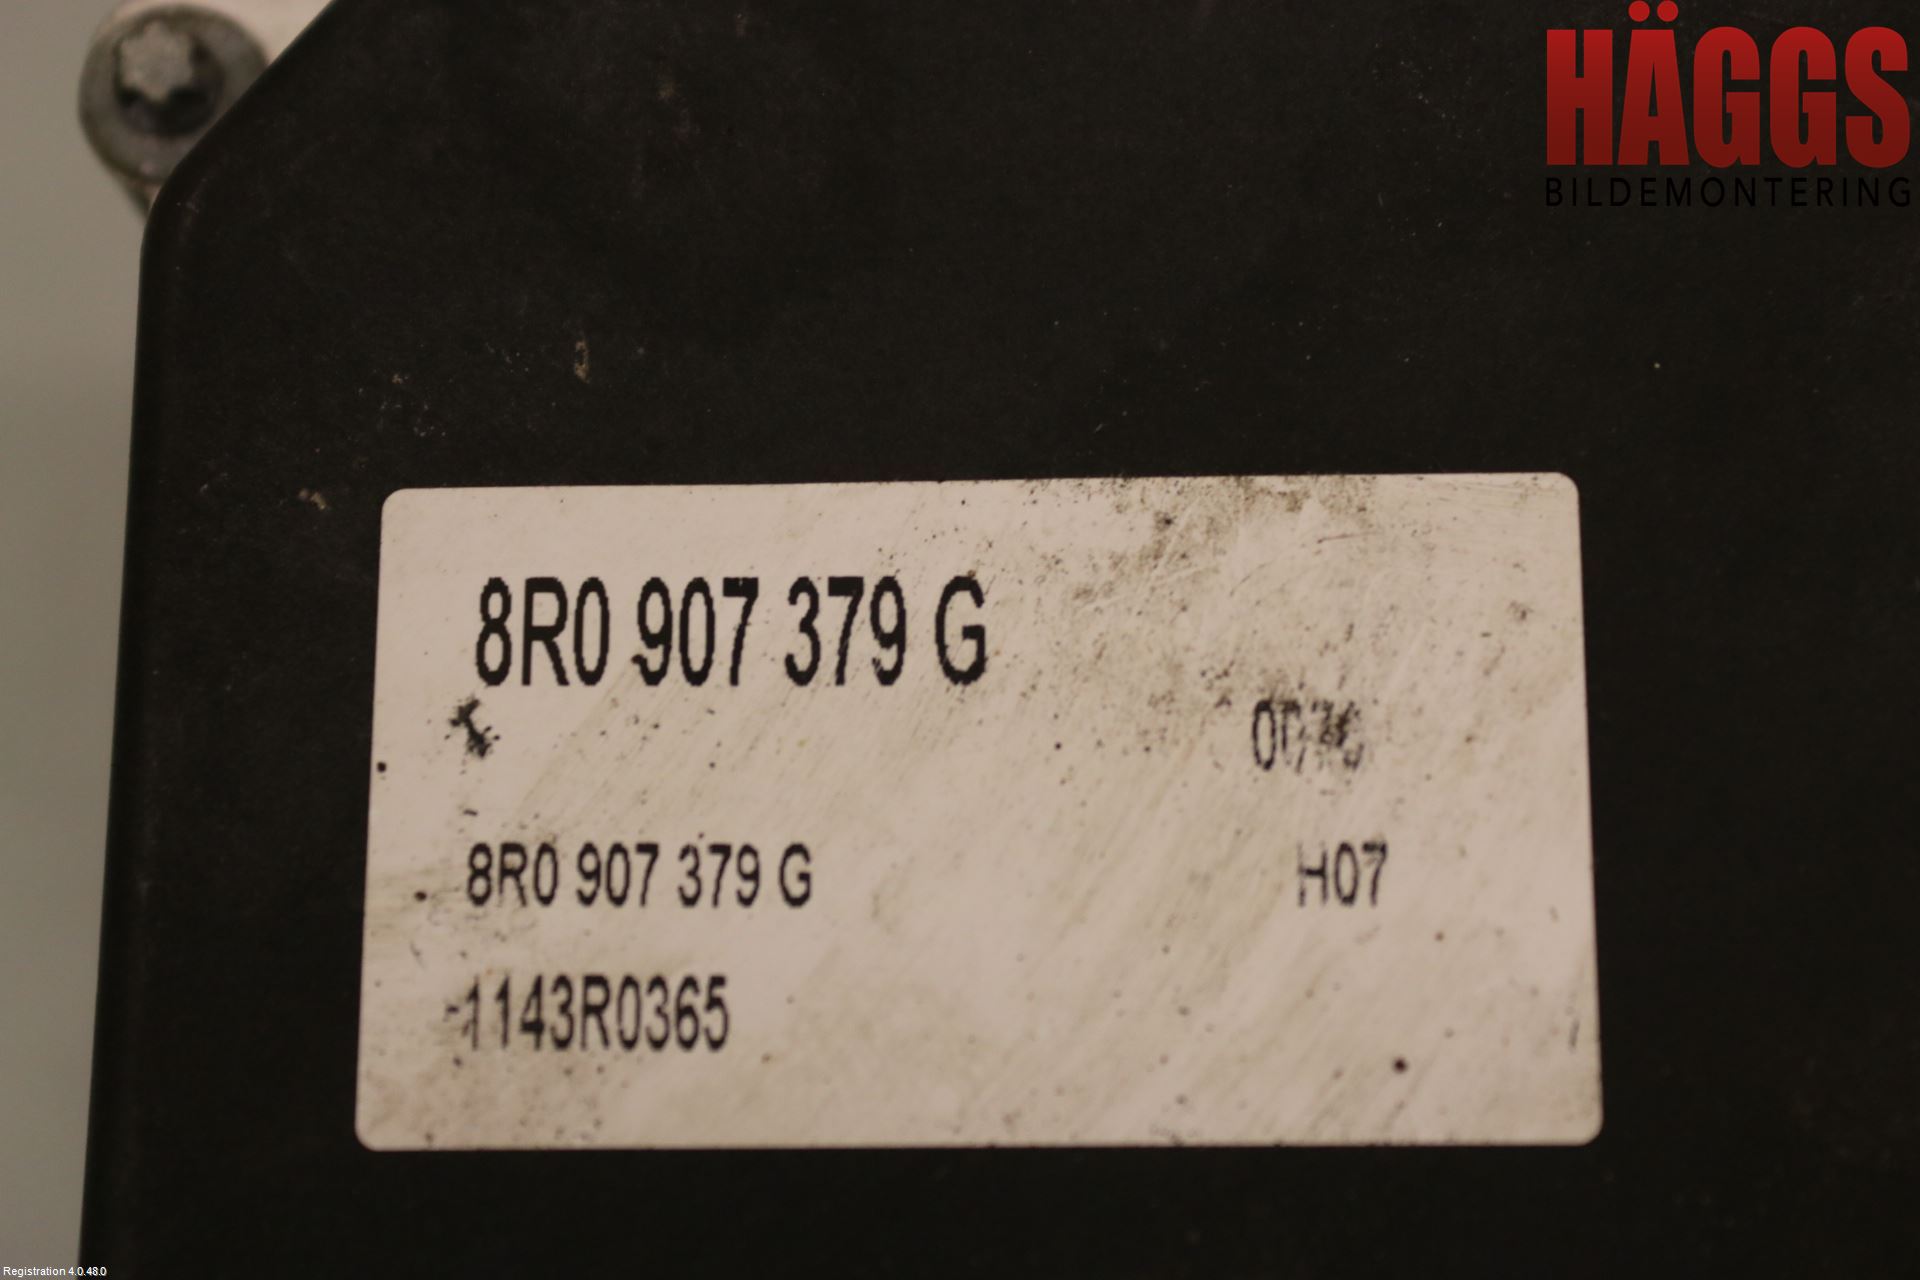 HÄGGS
BILDEMONTERING
8R0 907 379 G
8R0 907 379 G H07
1143R0365
Registration 4.0.48.0